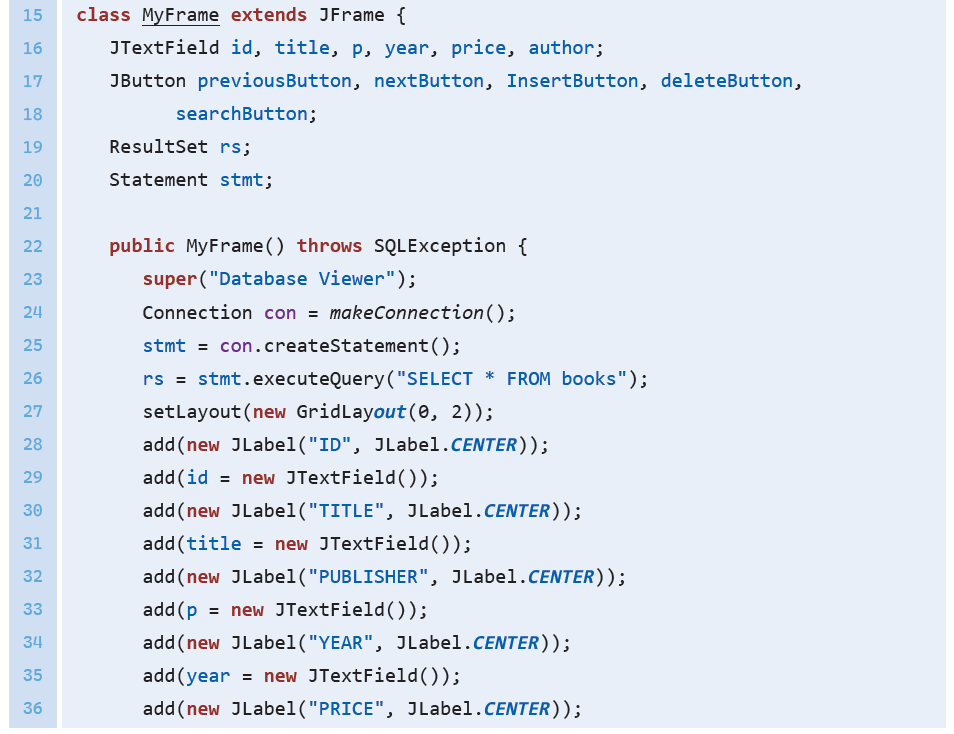 15 class MyFrame extends JFrame {
16 JTextField id, title, p, year, price, author;
17 JButton previousButton, nextButton, InsertButton, deleteButton,
18 searchButton;
19 ResultSet rs;
20 Statement stmt;
21
22 public MyFrame() throws SQLException {
23 super("Database Viewer");
24 Connection con = makeConnection();
25 stmt = con.createStatement();
26 rs = stmt.executeQuery("SELECT * FROM books");
27 setLayout(new GridLayout(0, 2));
28 add(new JLabel("ID", JLabel.CENTER));
29 add(id = new JTextField());
30 add(new JLabel("TITLE", JLabel.CENTER));
31 add(title = new JTextField());
32 add(new JLabel("PUBLISHER", JLabel.CENTER));
33 add(p = new JTextField());
34 add(new JLabel("YEAR", JLabel.CENTER));
35 add(year = new JTextField());
36 add(new JLabel("PRICE", JLabel.CENTER));